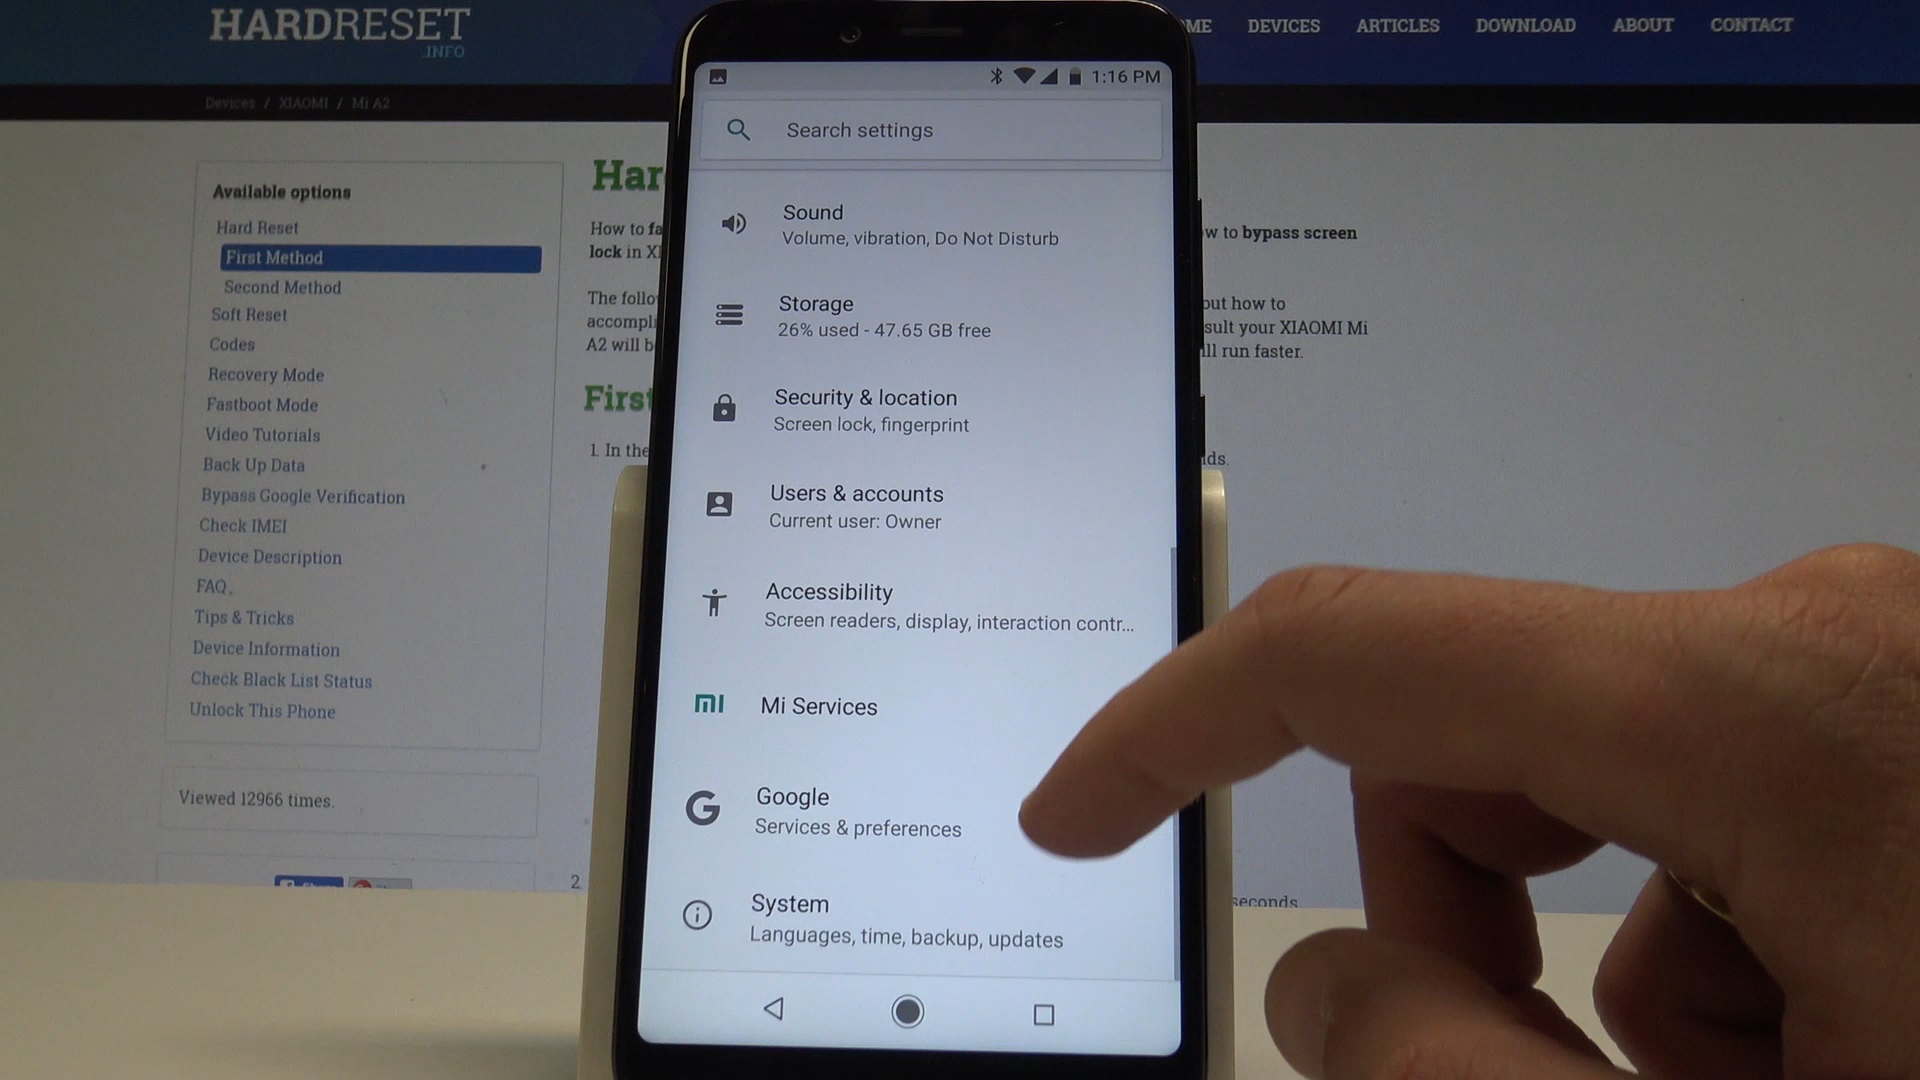 HARDRESET
.INFO
ME DEVICES ARTICLES DOWNLOAD ABOUT CONTACT
Devices / XIAOMI / Mi A2
Available options
Hard Reset
First Method
Second Method
Soft Reset
Codes
Recovery Mode
Fastboot Mode
Video Tutorials
Back Up Data
Bypass Google Verification
Check IMEI
Device Description
FAQ
Tips & Tricks
Device Information
Check Black List Status
Unlock This Phone
Viewed 12966 times.
Har
How to fa
lock in XI
w to bypass screen
The follo
accompli
A2 will b
out how to
sult your XIAOMI Mi
ll run faster.
First
1. In the
ds.
2.
seconds
1:16 PM
Search settings
Sound
Volume, vibration, Do Not Disturb
Storage
26% used - 47.65 GB free
Security & location
Screen lock, fingerprint
Users & accounts
Current user: Owner
Accessibility
Screen readers, display, interaction contr...
Mi Services
Google
Services & preferences
System
Languages, time, backup, updates